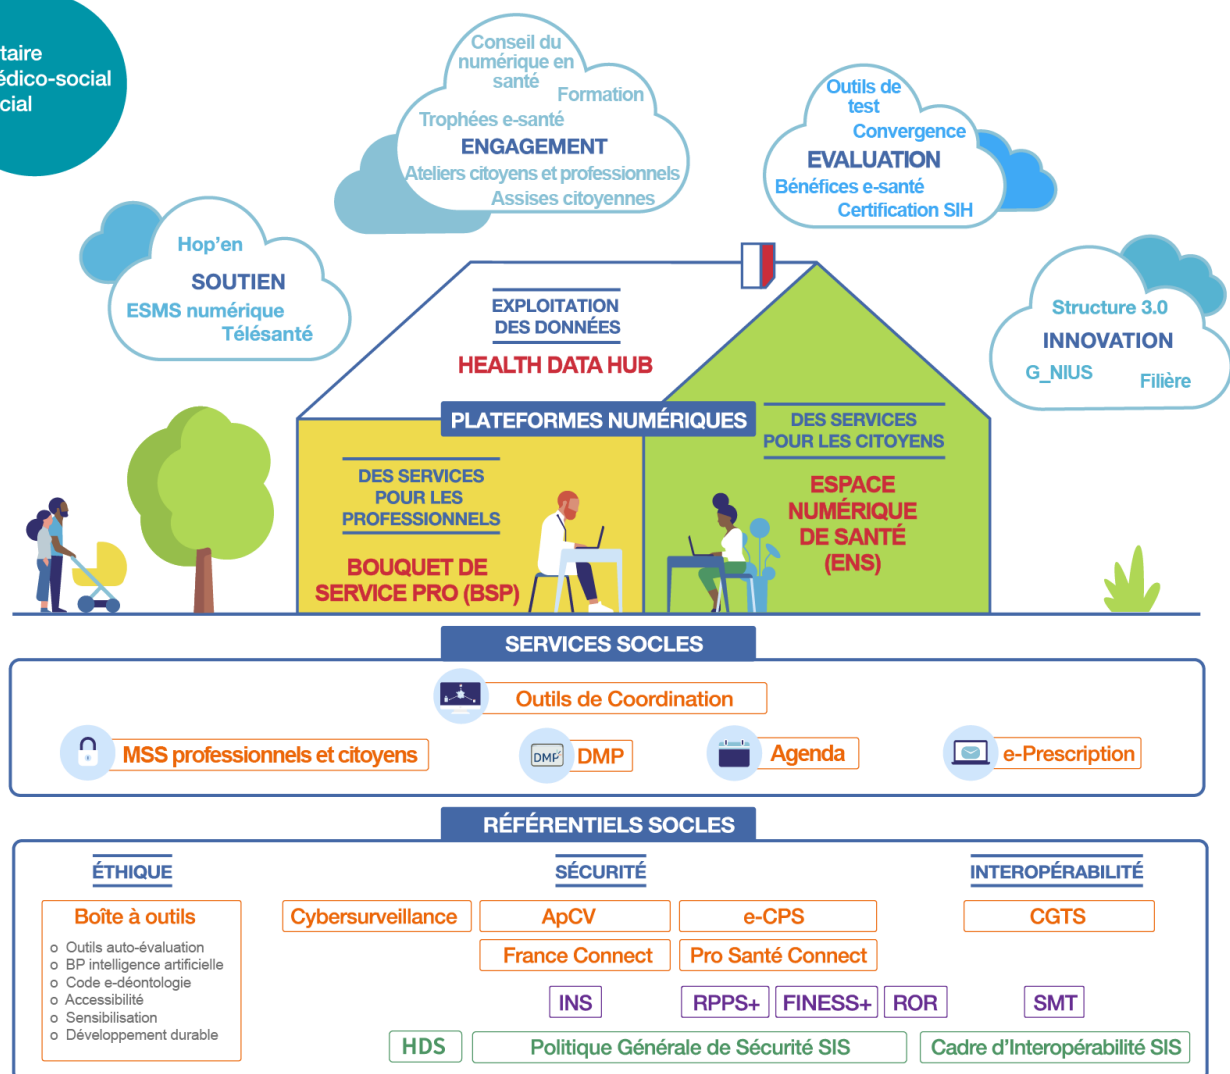 cial
Conseil du
numérique en
santé
Formation
Trophées e-santé
ENGAGEMENT
Ateliers citoyens et professionnels
Assises citoyennes
Outils de
test
Convergence
EVALUATION
Bénéfices e-santé
Certification SIH
Hop'en
SOUTIEN
ESMS numérique
Télésanté
Structure 3.0
INNOVATION
G_NIUS
Filière
EXPLOITATION
DES DONNÉES
HEALTH DATA HUB
PLATEFORMES NUMÉRIQUES
DES SERVICES
POUR LES
PROFESSIONNELS
BOUQUET DE
SERVICE PRO (BSP)
DES SERVICES
POUR LES CITOYENS
ESPACE
NUMÉRIQUE
DE SANTÉ
(ENS)
SERVICES SOCLES
Outils de Coordination
MSS professionnels et citoyens
DMP DMP
Agenda
e-Prescription
RÉFÉRENTIELS SOCLES
ÉTHIQUE
Boîte à outils
o Outils auto-évaluation
o BP intelligence artificielle
o Code e-déontologie
o Accessibilité
o Sensibilisation
o Développement durable
SÉCURITÉ
Cybersurveillance
ApCV
e-CPS
France Connect
Pro Santé Connect
INS
RPPS+
FINESS+
ROR
HDS
Politique Générale de Sécurité SIS
INTEROPÉRABILITÉ
CGTS
SMT
Cadre d'Interopérabilité SIS